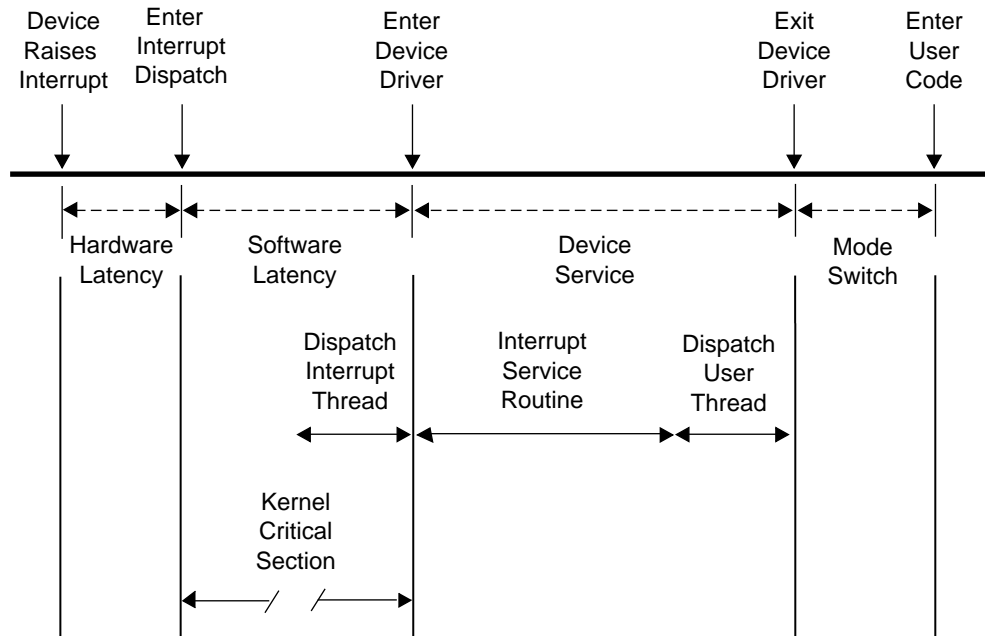 Device
Raises
Interrupt
Enter
Interrupt
Dispatch
Enter
Device
Driver
Exit
Device
Driver
Enter
User
Code
Hardware
Latency
Software
Latency
Device
Service
Mode
Switch
Dispatch
Interrupt
Thread
Interrupt
Service
Routine
Dispatch
User
Thread
Kernel
Critical
Section